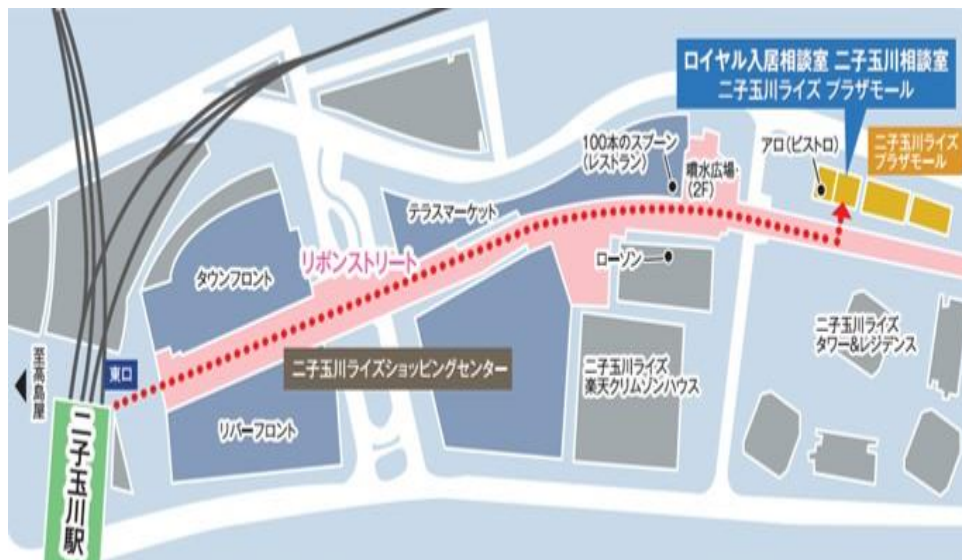 ロイヤル入居相談室 二子玉川相談室
二子玉川ライズ プラザモール
100本のスプーン
(レストラン)
噴水広場
(2F)
アロ(ビストロ)
二子玉川ライズ
プラザモール
テラスマーケット
リボンストリート
タウンフロント
ローソン
二子玉川ライズ
タワー&レジデンス
至高島屋
東口
二子玉川ライズショッピングセンター
二子玉川ライズ
楽天クリムゾンハウス
リバーフロント
二子玉川駅